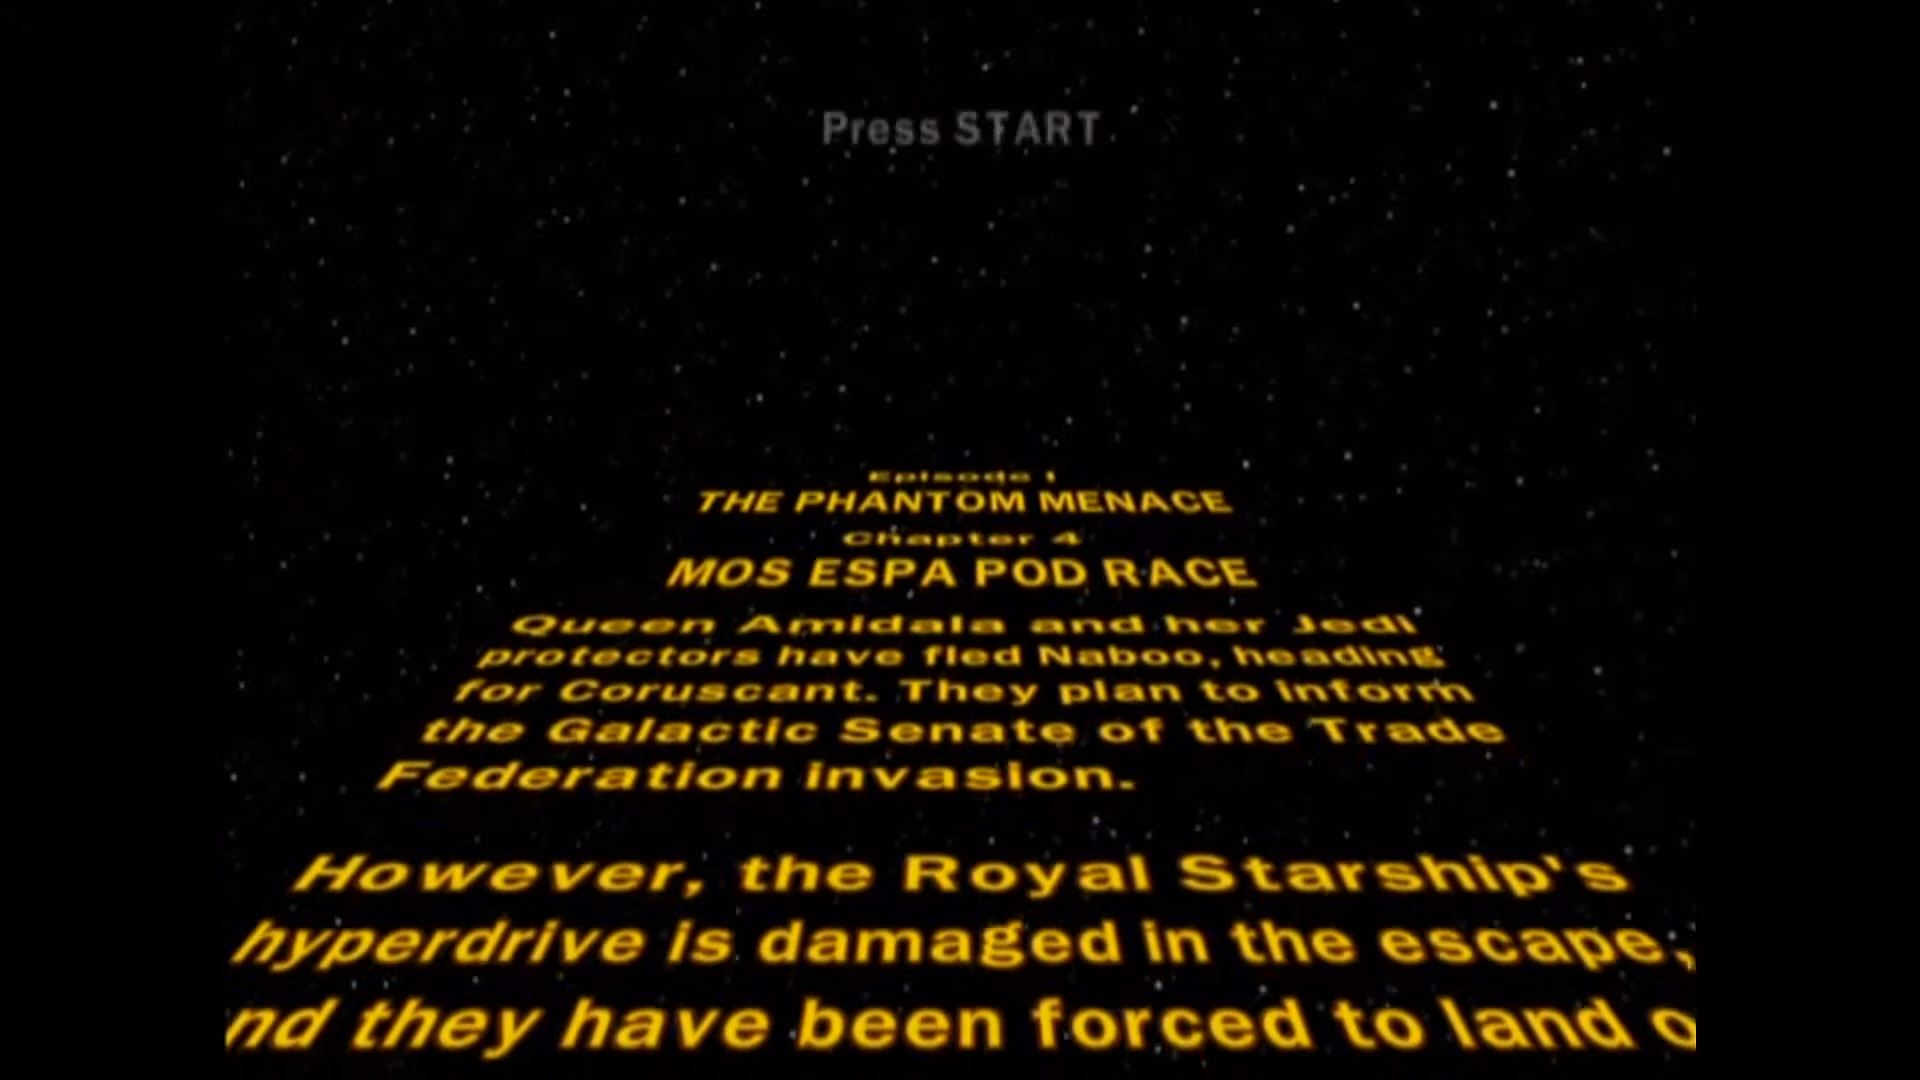 Press START
Episode 1
THE PHANTOM MENACE
Chapter 4
MOS ESPA POD RACE
Queen Amidala and her Jedi
protectors have fled Naboo, heading
for Coruscant. They plan to inform
the Galactic Senate of the Trade
Federation invasion.
However, the Royal Starship's
hyperdrive is damaged in the escape,
nd they have been forced to land o